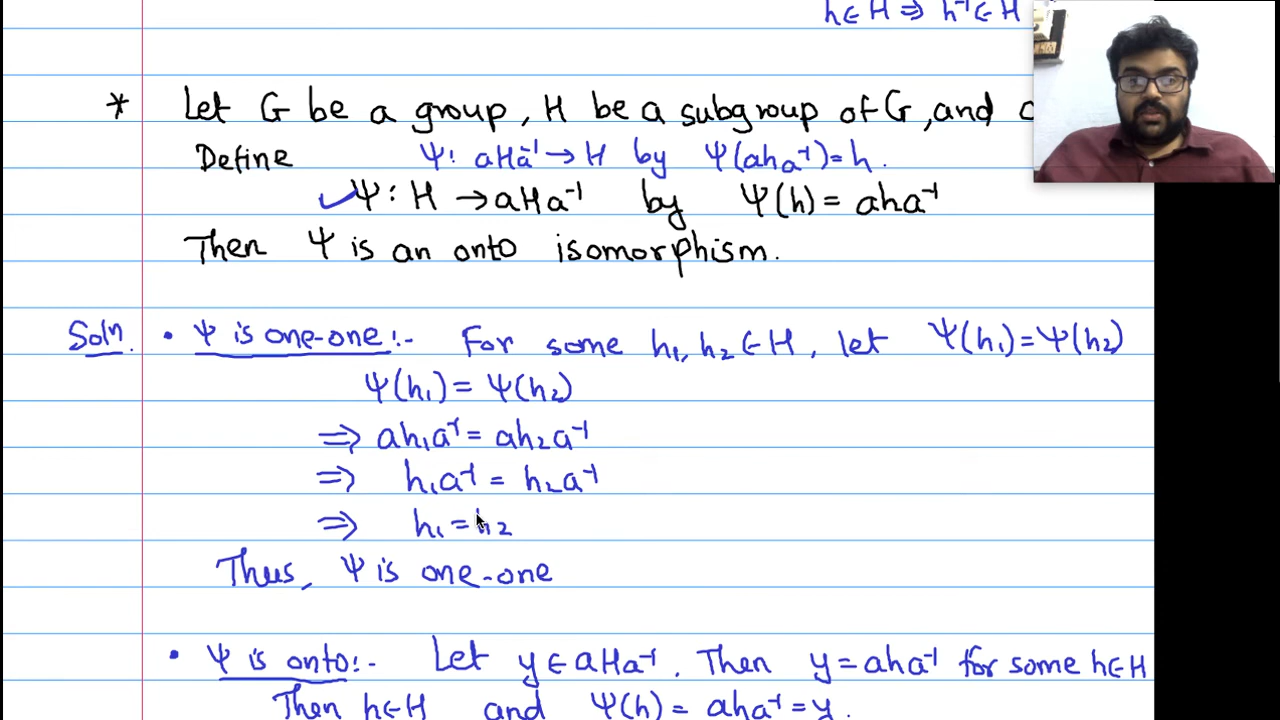 h∈H ⇒ h⁻¹∈H
* Let G be a group, H be a subgroup of G, and
Define Ψ: aHa⁻¹ → H by Ψ(aha⁻¹)=h.
Ψ: H → aHa⁻¹ by Ψ(h) = aha⁻¹
Then Ψ is an onto isomorphism.
Soln. • Ψ is one-one:- For some h₁, h₂ ∈ H, let Ψ(h₁)=Ψ(h₂)
Ψ(h₁) = Ψ(h₂)
⇒ ah₁a⁻¹ = ah₂a⁻¹
⇒ h₁a⁻¹ = h₂a⁻¹
⇒ h₁ = h₂
Thus, Ψ is one-one
• Ψ is onto:- Let y∈aHa⁻¹. Then y = aha⁻¹ for some h∈H
Then h∈H and Ψ(h) = aha⁻¹ = y.